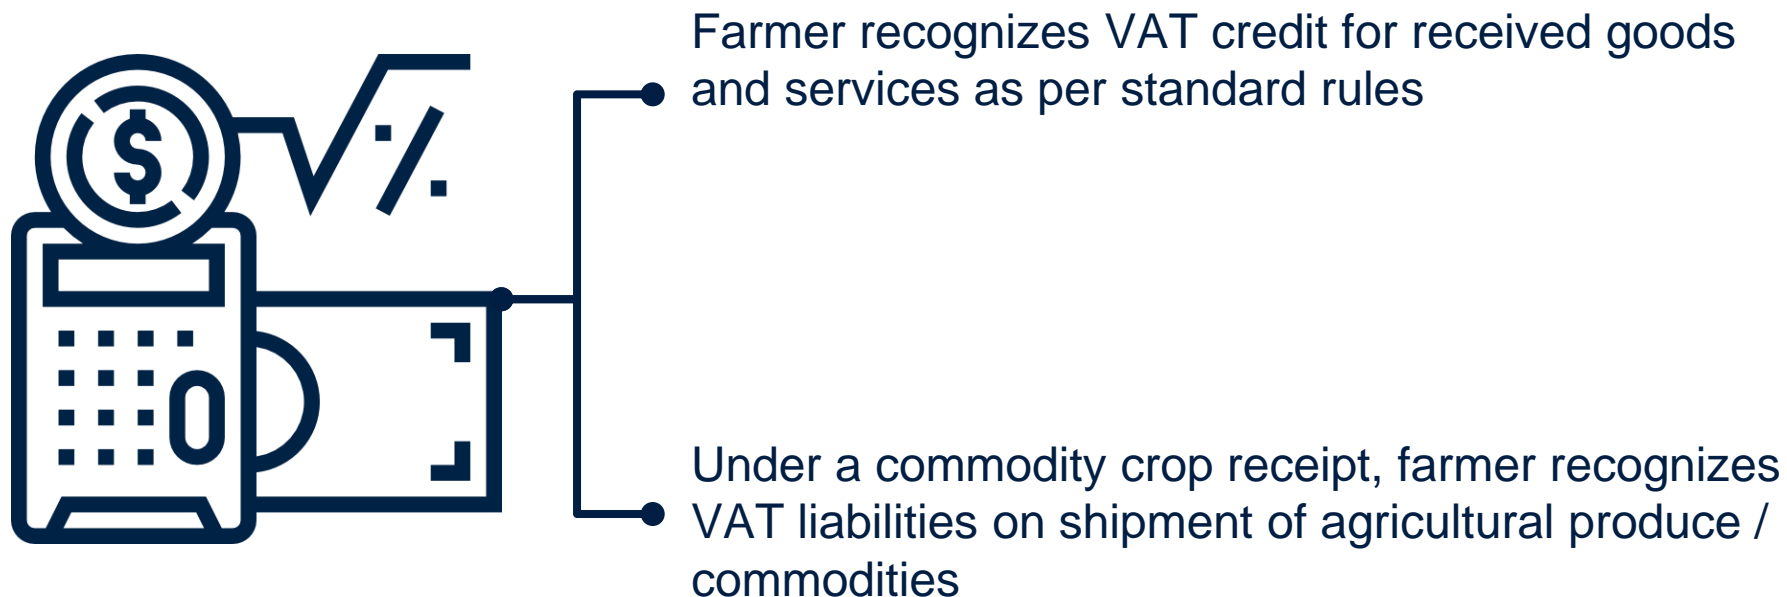 Farmer recognizes VAT credit for received goods
and services as per standard rules
$
Under a commodity crop receipt, farmer recognizes
VAT liabilities on shipment of agricultural produce /
commodities